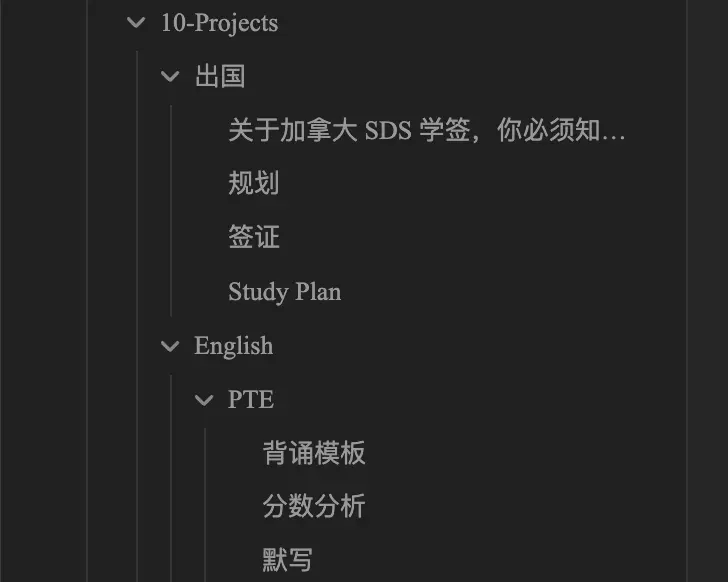 10-Projects
出国
关于加拿大 SDS 学签，你必须知…
规划
签证
Study Plan
English
PTE
背诵模板
分数分析
默写